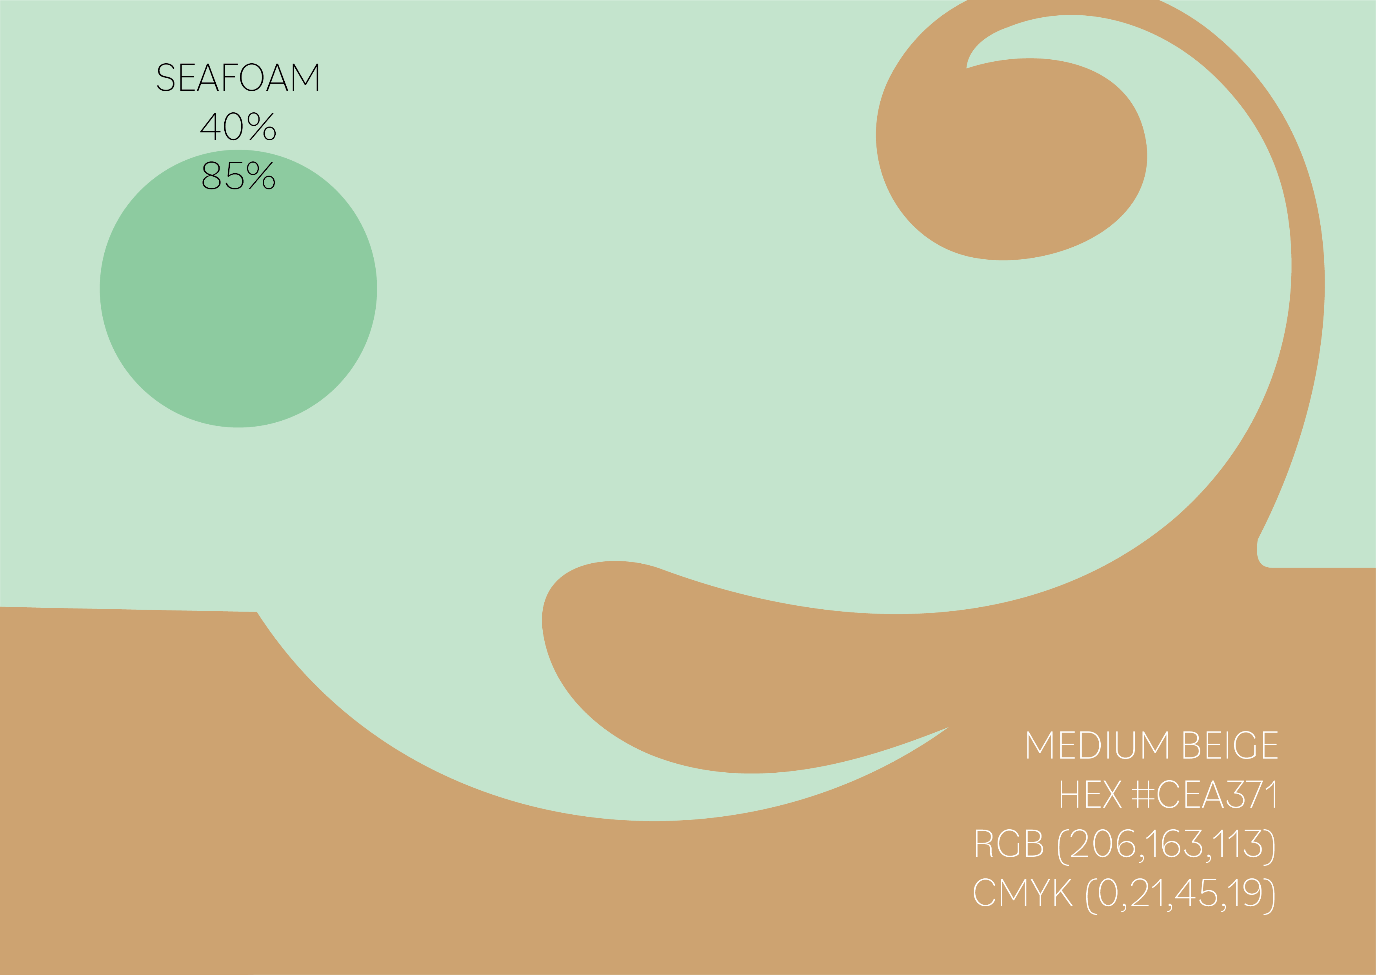 SEAFOAM
40%
85%
MEDIUM BEIGE
HEX #CEA371
RGB (206,163,113)
CMYK (0,21,45,19)